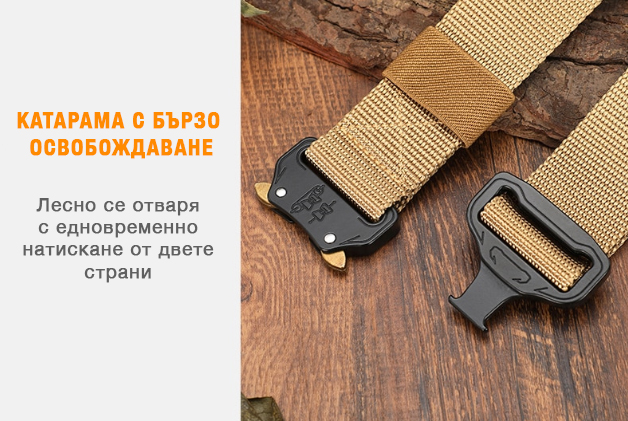 КАТАРАМА С БЪРЗО
ОСВОБОЖДАВАНЕ
Лесно се отваря
с едновременно
натискане от двете
страни